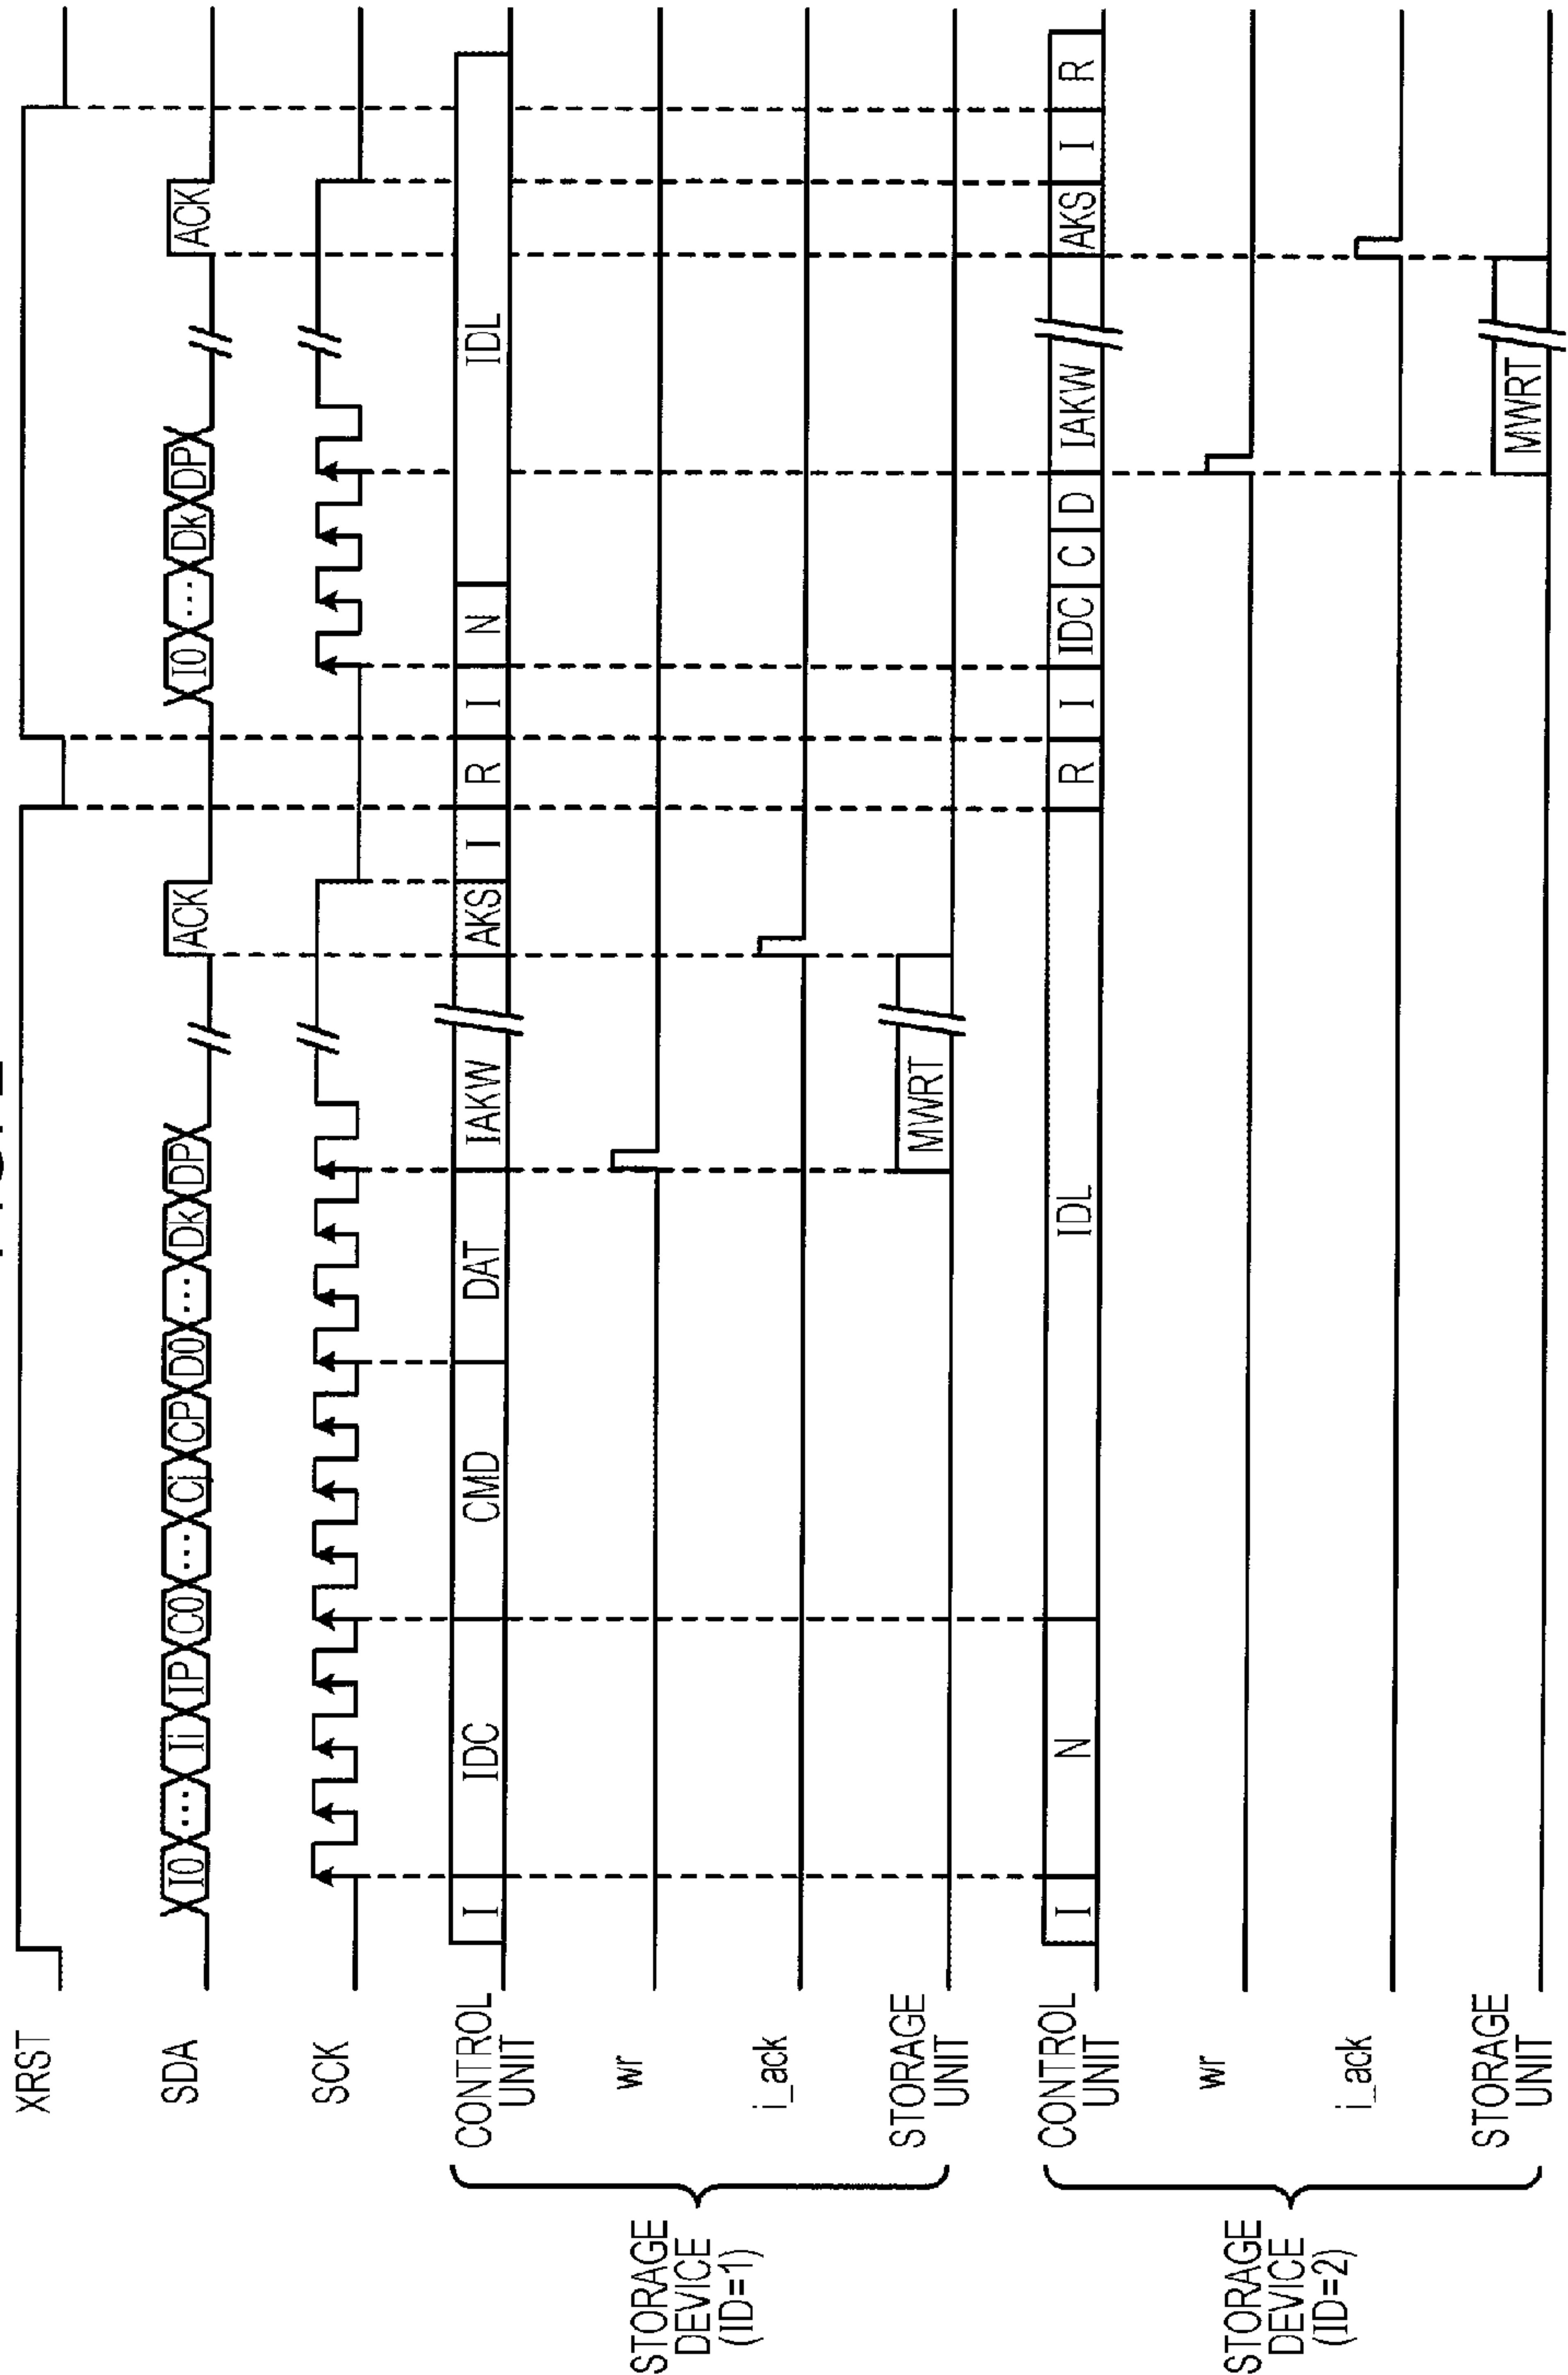 XRST
SDA I0 ... Ii IP C0 ... Cj CP D0 ... Dk DP ACK I0 ... Dk DP ACK
SCK
STORAGE
DEVICE
(ID=1)
CONTROL
UNIT
I IDC CMD DAT IAKW AKS I R I N IDL
wr
i_ack
STORAGE
UNIT
MWRT
STORAGE
DEVICE
(ID=2)
CONTROL
UNIT
I N IDL R I IDC C D IAKW AKS I R
wr
i_ack
STORAGE
UNIT
MWRT